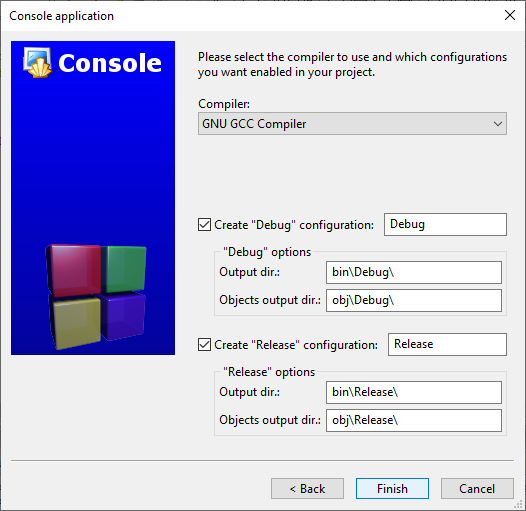 Console application
Console
Please select the compiler to use and which configurations
you want enabled in your project.
Compiler:
GNU GCC Compiler
Create "Debug" configuration: Debug
"Debug" options
Output dir.: bin\Debug\
Objects output dir.: obj\Debug\
Create "Release" configuration: Release
"Release" options
Output dir.: bin\Release\
Objects output dir.: obj\Release\
< Back Finish Cancel